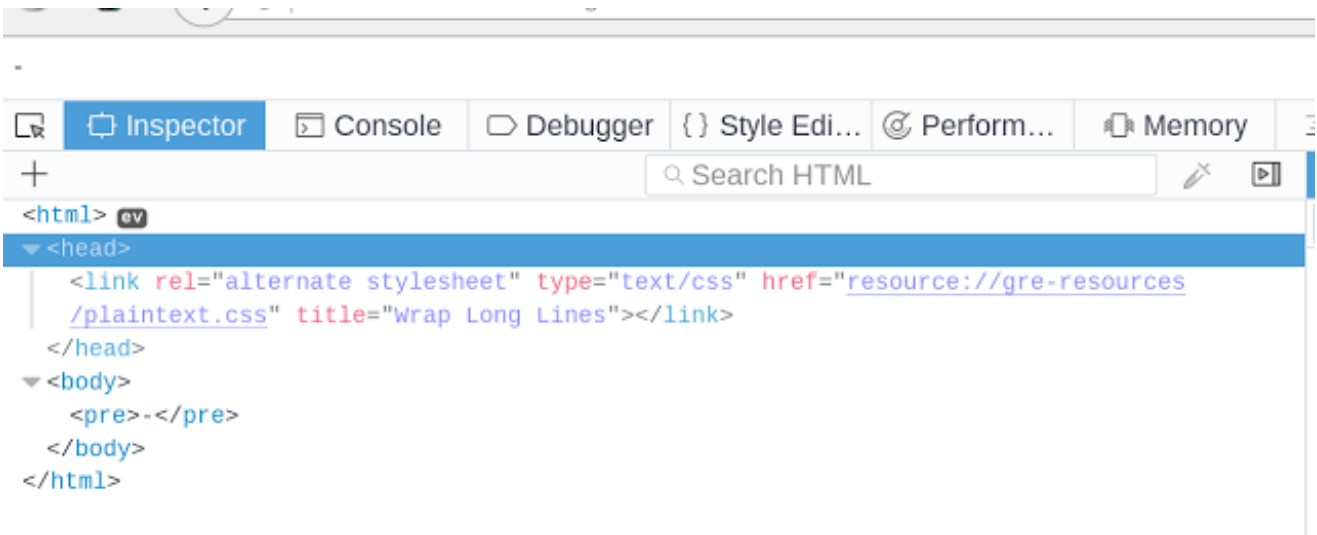 -
Inspector Console Debugger {} Style Edi... Perform... Memory
+ Search HTML
<html> ev
<head>
<link rel="alternate stylesheet" type="text/css" href="resource://gre-resources
/plaintext.css" title="Wrap Long Lines"></link>
</head>
<body>
<pre>-</pre>
</body>
</html>